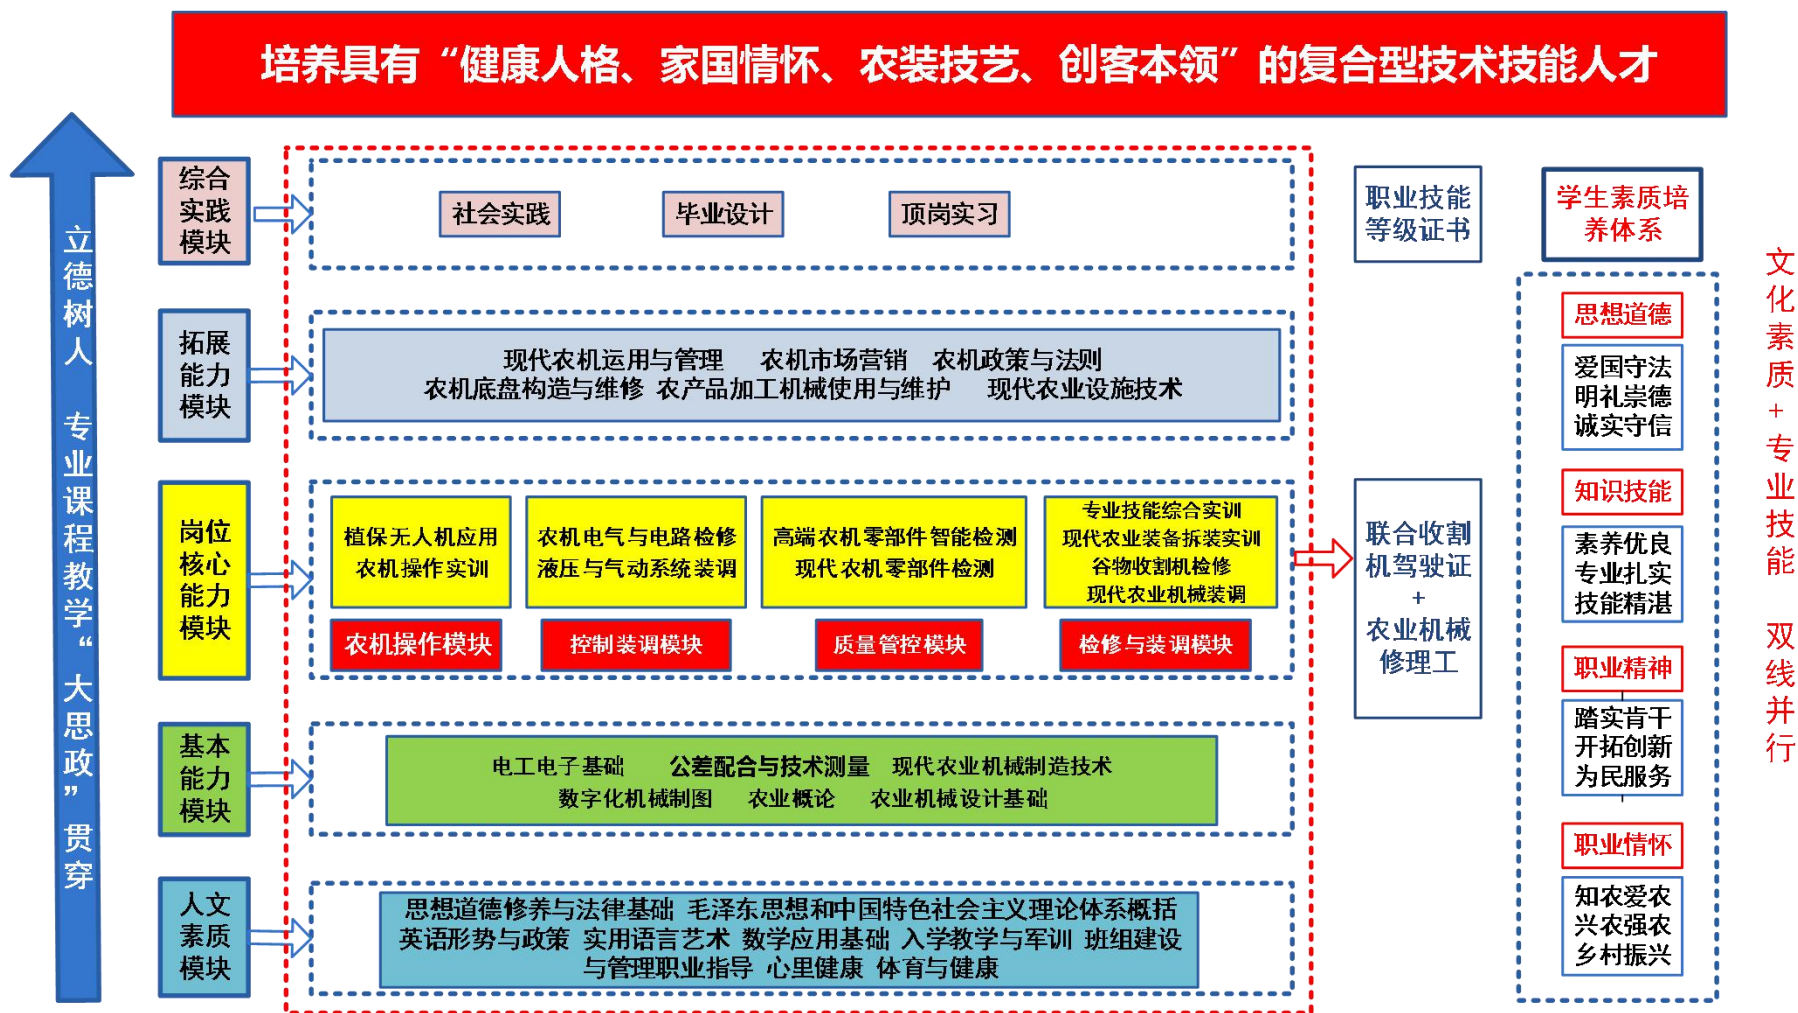 培养具有“健康人格、家国情怀、农装技艺、创客本领”的复合型技术技能人才
立德树人 专业课程教学“大思政”贯穿
综合
实践
模块
社会实践 毕业设计 顶岗实习
拓展
能力
模块
现代农机运用与管理 农机市场营销 农机政策与法则
农机底盘构造与维修 农产品加工机械使用与维护 现代农业设施技术
岗位
核心
能力
模块
植保无人机应用
农机操作实训
农机操作模块
农机电气与电路检修
液压与气动系统装调
控制装调模块
高端农机零部件智能检测
现代农机零部件检测
质量管控模块
专业技能综合实训
现代农业装备拆装实训
谷物收割机检修
现代农业机械装调
检修与装调模块
基本
能力
模块
电工电子基础 公差配合与技术测量 现代农业机械制造技术
数字化机械制图 农业概论 农业机械设计基础
人文
素质
模块
思想道德修养与法律基础 毛泽东思想和中国特色社会主义理论体系概括
英语形势与政策 实用语言艺术 数学应用基础 入学教学与军训 班组建设
与管理职业指导 心里健康 体育与健康
职业技能
等级证书
联合收割
机驾驶证
+
农业机械
修理工
学生素质培
养体系
思想道德
爱国守法
明礼崇德
诚实守信
知识技能
素养优良
专业扎实
技能精湛
职业精神
踏实肯干
开拓创新
为民服务
职业情怀
知农爱农
兴农强农
乡村振兴
文化素质+专业技能 双线并行